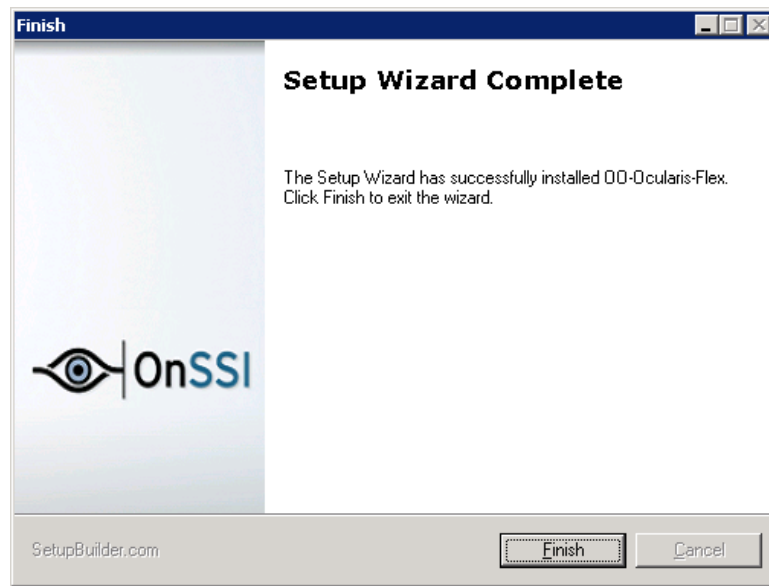 Finish
Setup Wizard Complete
The Setup Wizard has successfully installed OO-Ocularis-Flex.
Click Finish to exit the wizard.
OnSSI
SetupBuilder.com
Finish
Cancel